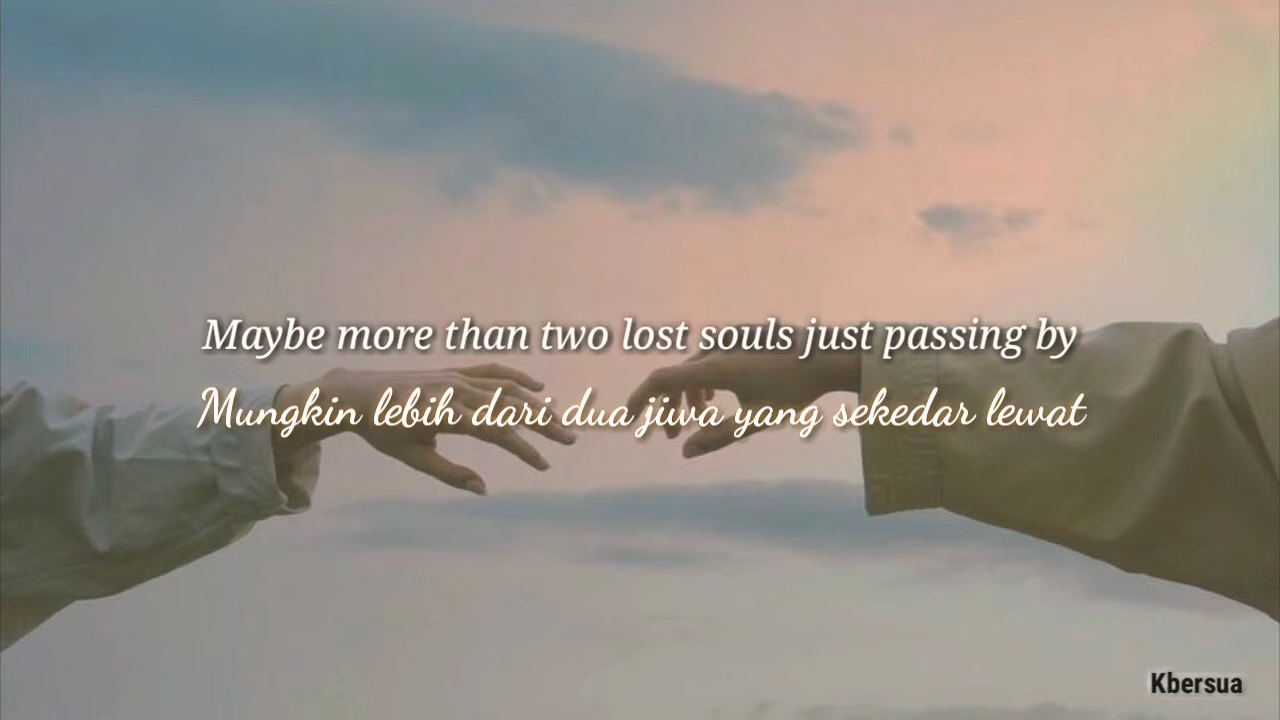 Maybe more than two lost souls just passing by
Mungkin lebih dari dua jiwa yang sekedar lewat
Kbersua